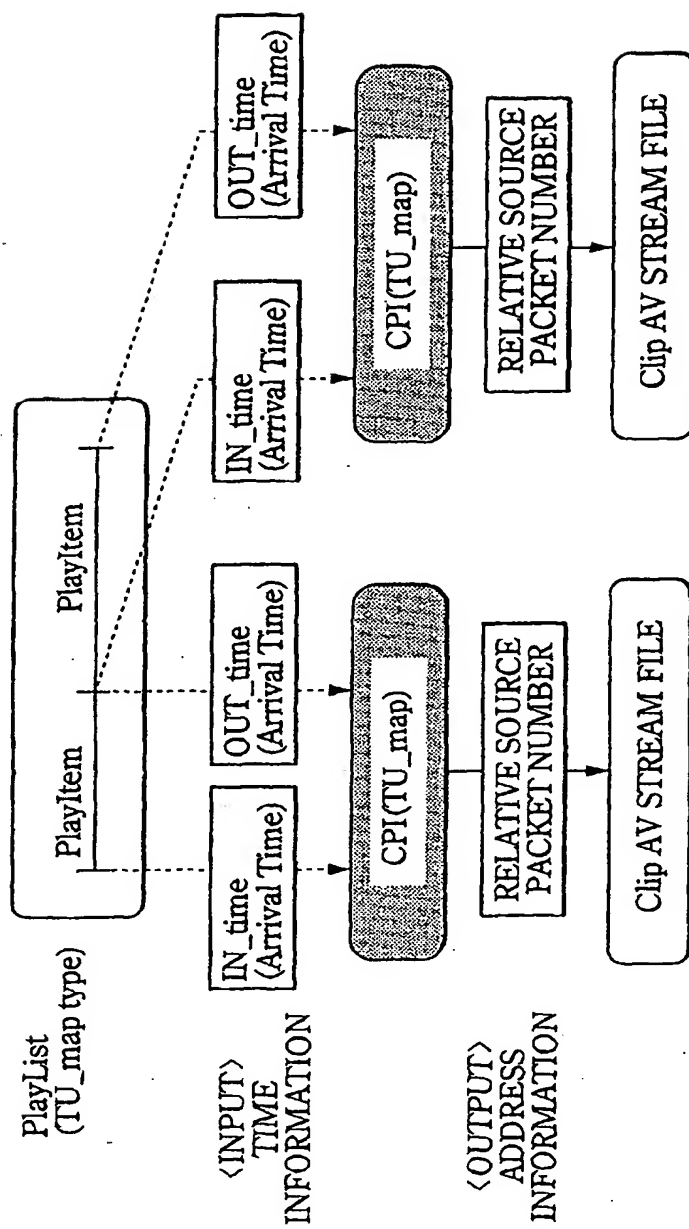 PlayList
(TU_map type)
PlayItem
PlayItem
<INPUT>
TIME
INFORMATION
IN_time
(Arrival Time)
OUT_time
(Arrival Time)
IN_time
(Arrival Time)
OUT_time
(Arrival Time)
CPI(TU_map)
CPI(TU_map)
<OUTPUT>
ADDRESS
INFORMATION
RELATIVE SOURCE
PACKET NUMBER
RELATIVE SOURCE
PACKET NUMBER
Clip AV STREAM FILE
Clip AV STREAM FILE